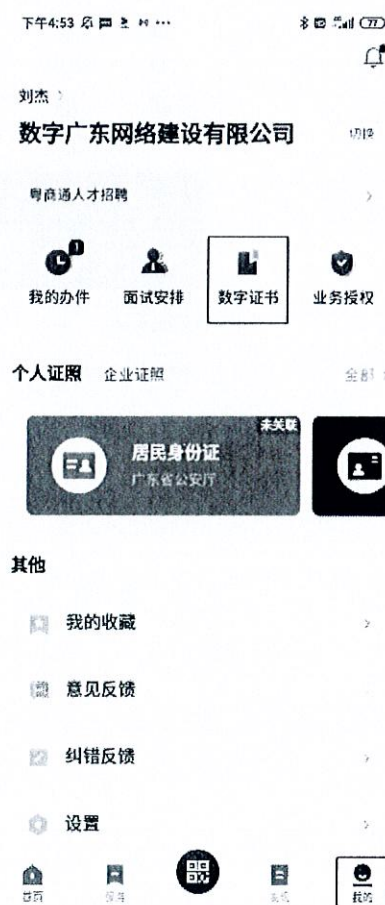 下午4:53
77
刘杰 >
数字广东网络建设有限公司 切换
粤商通人才招聘 >
1
我的办件 面试安排 数字证书 业务授权
个人证照 企业证照 全部
未关联
居民身份证
广东省公安厅
其他
我的收藏 >
意见反馈
纠错反馈 >
设置 >
首页 我的